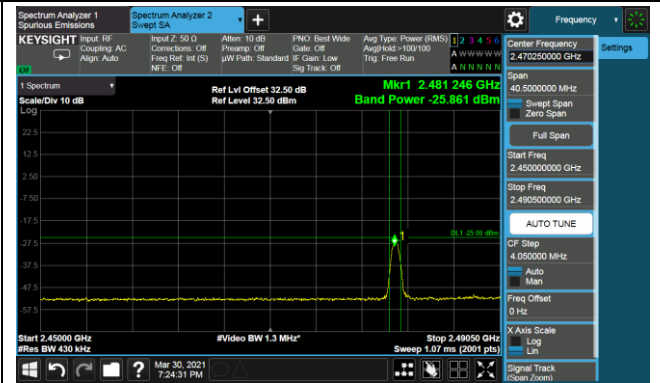 Spectrum Analyzer 1
Spurious Emissions
Spectrum Analyzer 2
Swept SA
Frequency
KEYSIGHT
Input: RF
Coupling: AC
Align: Auto
Input Z: 50 Ω
Corrections: Off
Freq Ref: Int (S)
NFE: Off
Atten: 10 dB
Preamp: Off
µW Path: Standard
PNO: Best Wide
Gate: Off
IF Gain: Low
Sig Track: Off
Avg Type: Power (RMS)
Avg|Hold:>100/100
Trig: Free Run
1 2 3 4 5 6
A W W W W W
A N N N N N
1 Spectrum
Scale/Div 10 dB
Ref Lvl Offset 32.50 dB
Ref Level 32.50 dBm
Mkr1 2.481 246 GHz
Band Power -25.861 dBm
Log
22.5
12.5
2.50
-7.50
-17.5
-27.5
-37.5
-47.5
-57.5
DL1 -25.00 dBm
1
Start 2.45000 GHz
#Res BW 430 kHz
#Video BW 1.3 MHz*
Stop 2.49050 GHz
Sweep 1.07 ms (2001 pts)
Mar 30, 2021
7:24:31 PM
Center Frequency
2.470250000 GHz
Settings
Span
40.5000000 MHz
Swept Span
Zero Span
Full Span
Start Freq
2.450000000 GHz
Stop Freq
2.490500000 GHz
AUTO TUNE
CF Step
4.050000 MHz
Auto
Man
Freq Offset
0 Hz
X Axis Scale
Log
Lin
Signal Track
(Span Zoom)